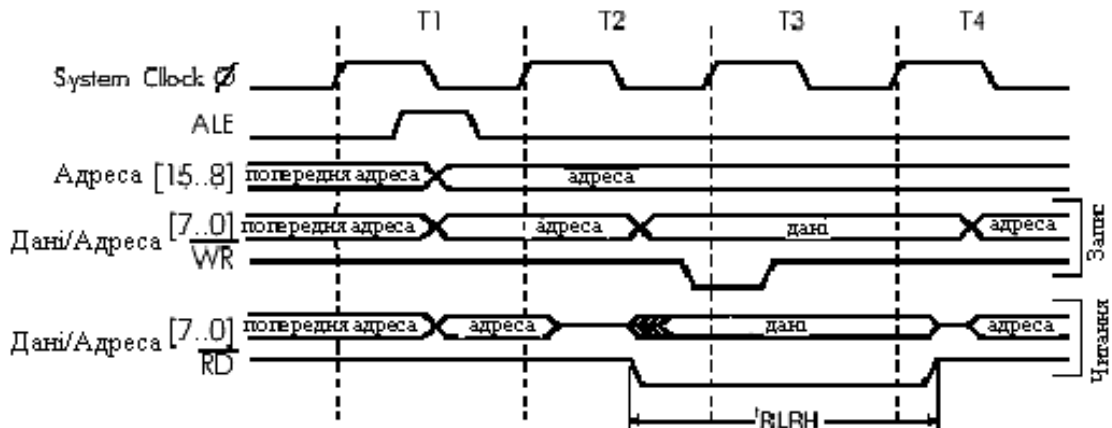 T1 T2 T3 T4
System Cllock Ø
ALE
Адреса [15..8] попередня адреса адреса
Дані/Адреса [7..0] попередня адреса адреса дані адреса
WR
Запис
Дані/Адреса [7..0] попередня адреса адреса дані адреса
RD
Читання
tRLRH